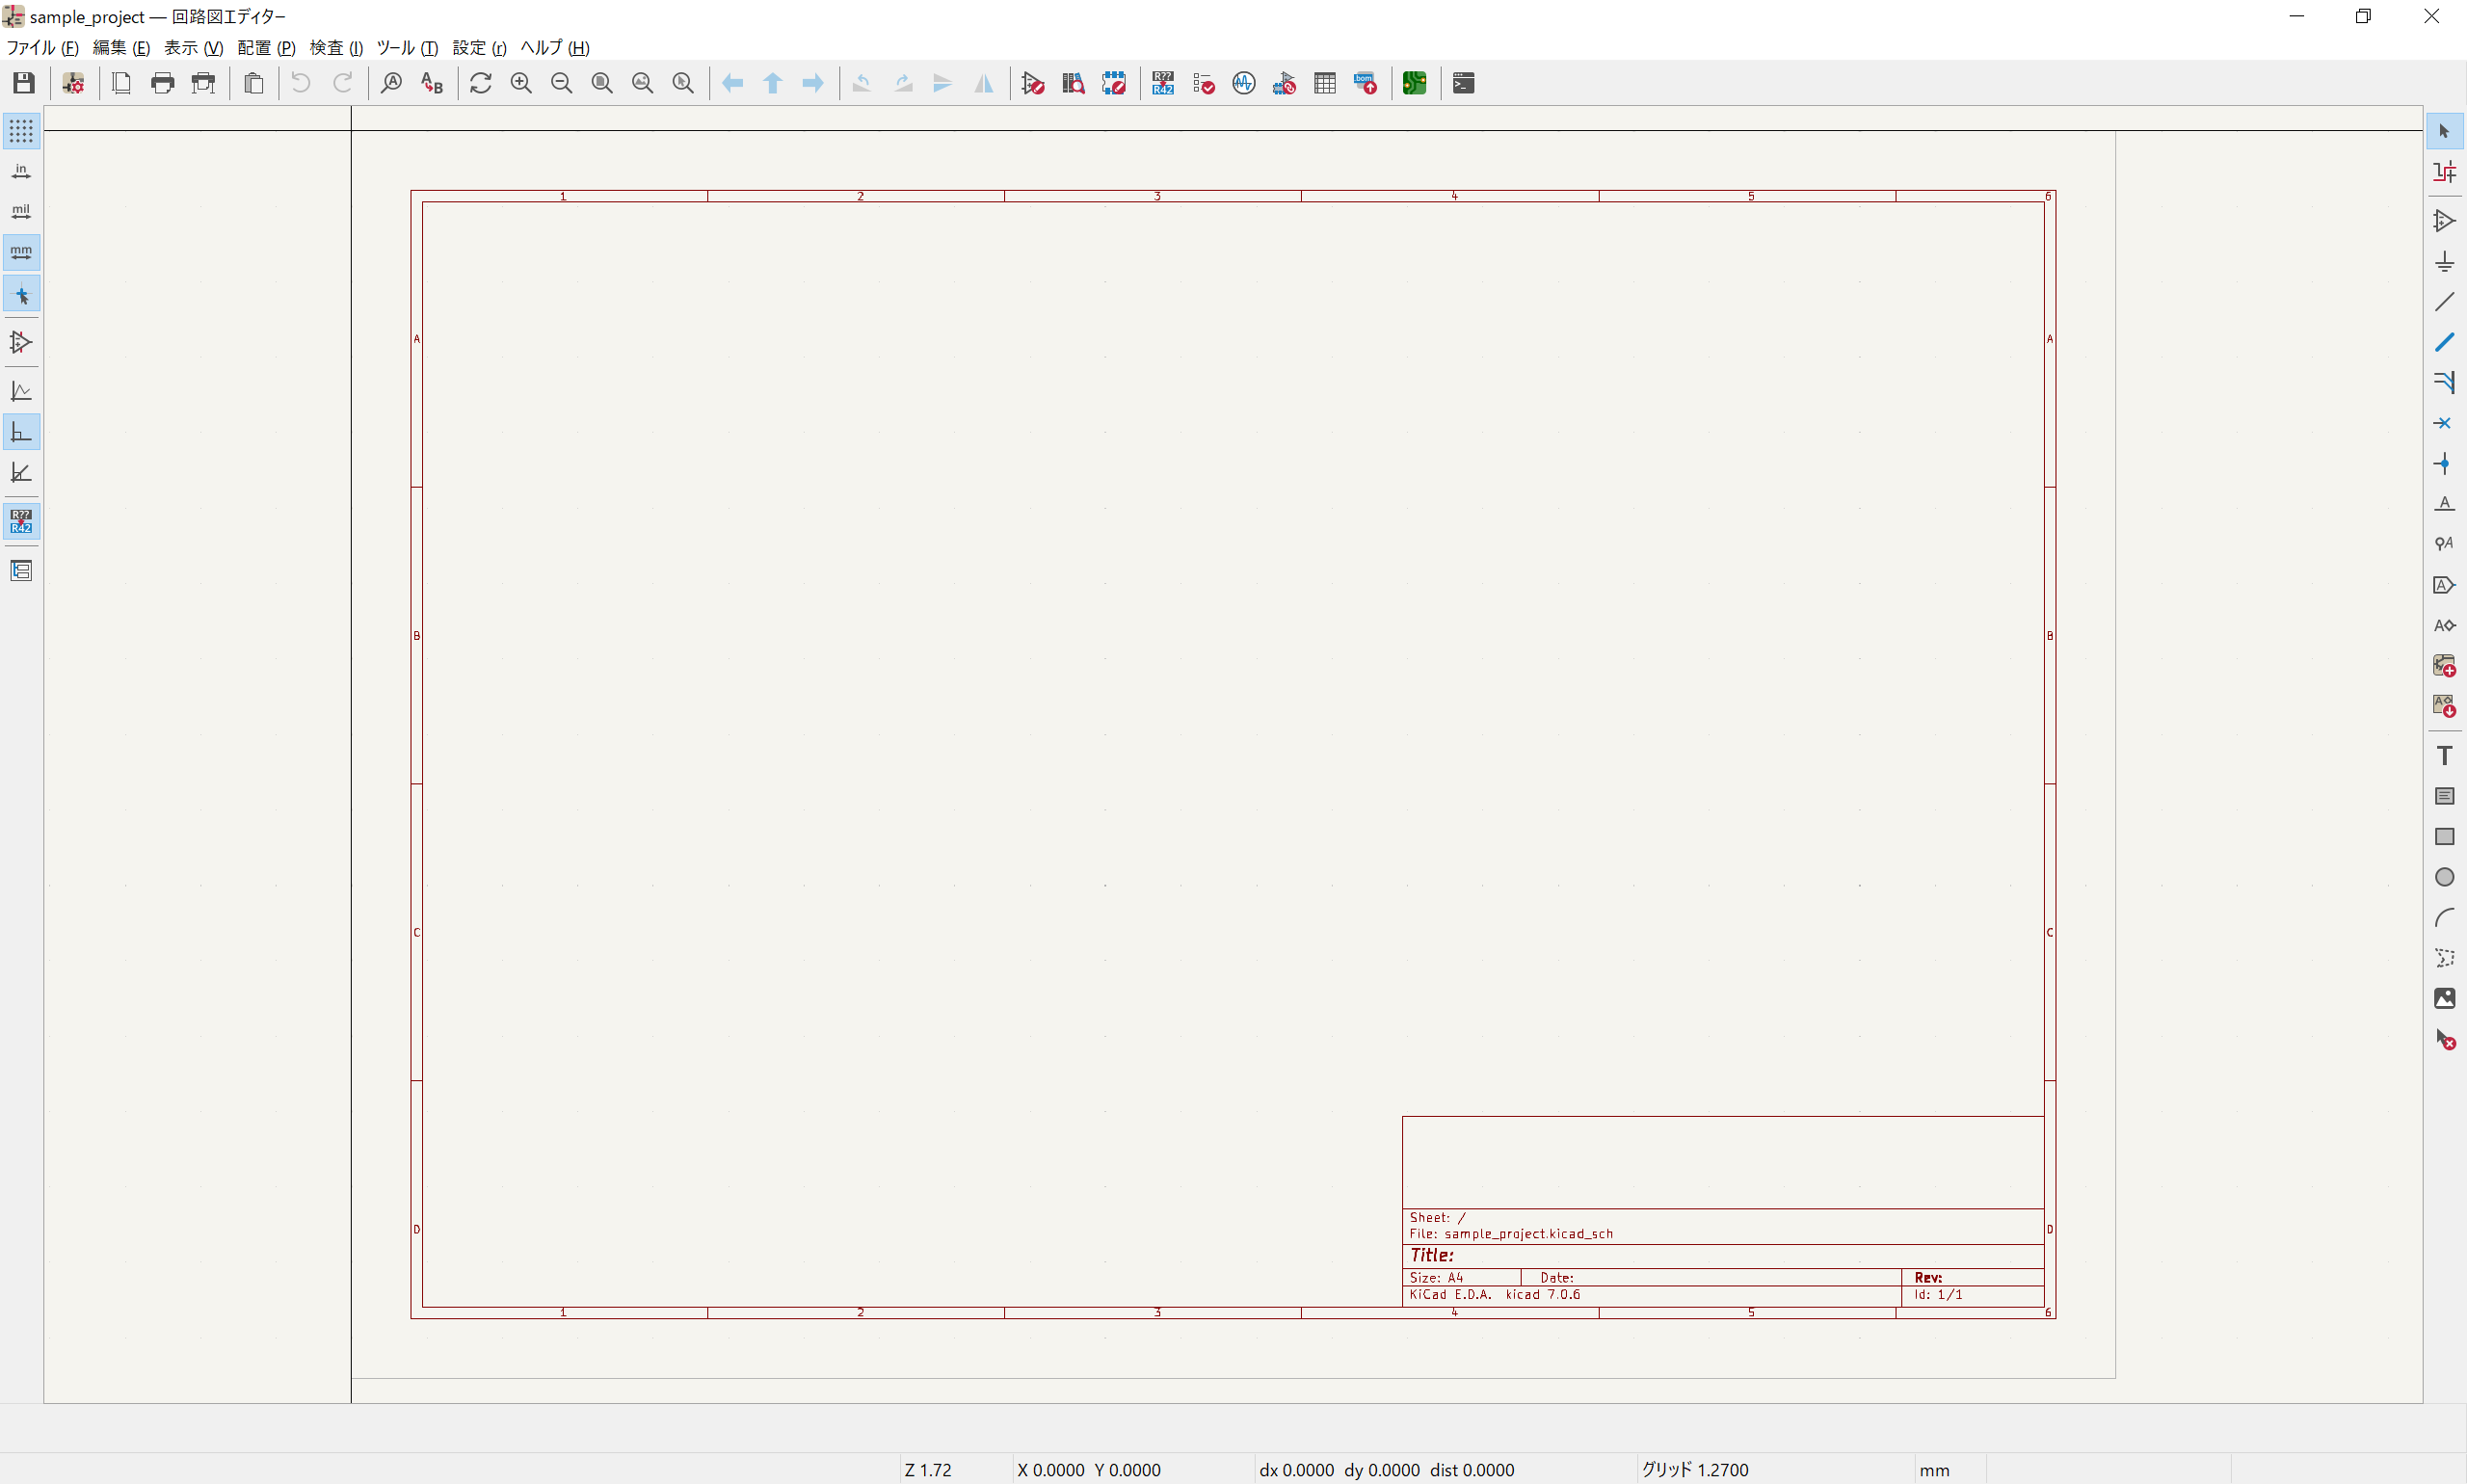 sample_project — 回路図エディター
ファイル (F) 編集 (E) 表示 (V) 配置 (P) 検査 (I) ツール (T) 設定 (r) ヘルプ (H)
R?? R42
bom
in
mil
mm
R??
R42
1 2 3 4 5 6
A A
B B
C C
D D
Sheet: /
File: sample_project.kicad_sch
Title:
Size: A4 Date: Rev:
KiCad E.D.A. kicad 7.0.6 Id: 1/1
1 2 3 4 5 6
Z 1.72 X 0.0000 Y 0.0000 dx 0.0000 dy 0.0000 dist 0.0000 グリッド 1.2700 mm